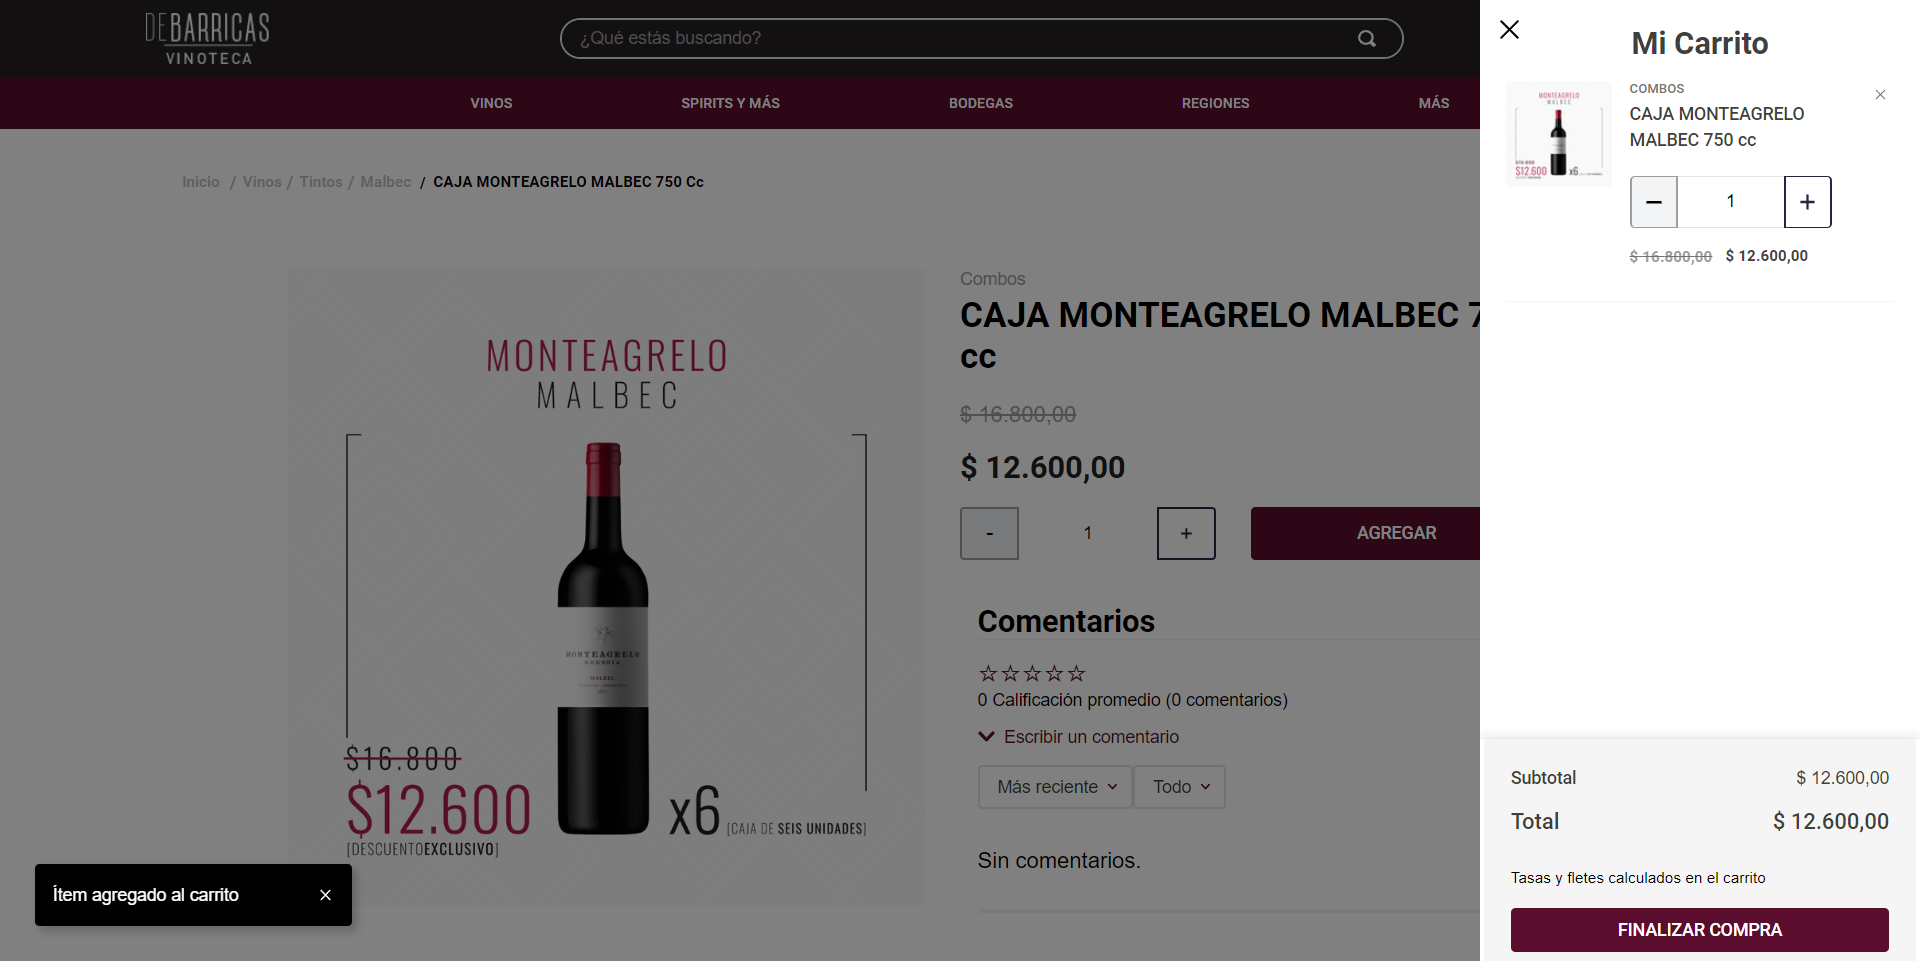 DEBARRICAS
VINOTECA
¿Qué estás buscando?
VINOS
SPIRITS Y MÁS
BODEGAS
REGIONES
MÁS
Inicio / Vinos / Tintos / Malbec / CAJA MONTEAGRELO MALBEC 750 Cc
MONTEAGRELO
MALBEC
MONTEAGRELO
MALBEC
$16.800
$12.600
x6
[CAJA DE SEIS UNIDADES]
[DESCUENTO EXCLUSIVO]
Combos
CAJA MONTEAGRELO MALBEC 7
cc
$ 16.800,00
$ 12.600,00
-
1
+
AGREGAR
Comentarios
0 Calificación promedio (0 comentarios)
Escribir un comentario
Más reciente
Todo
Sin comentarios.
Ítem agregado al carrito
Mi Carrito
MONTEAGRELO
MALBEC
$12.600
x6
COMBOS
CAJA MONTEAGRELO
MALBEC 750 cc
1
$ 16.800,00 $ 12.600,00
Subtotal $ 12.600,00
Total $ 12.600,00
Tasas y fletes calculados en el carrito
FINALIZAR COMPRA